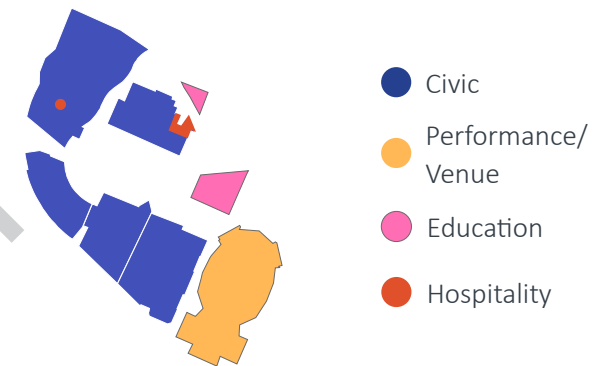 Civic
Performance/
Venue
Education
Hospitality